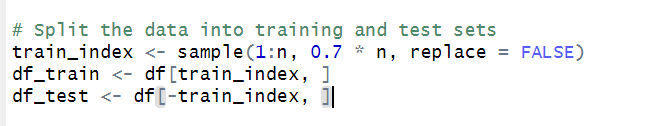 # Split the data into training and test sets
train_index <- sample(1:n, 0.7 * n, replace = FALSE)
df_train <- df[train_index, ]
df_test <- df[-train_index, ]